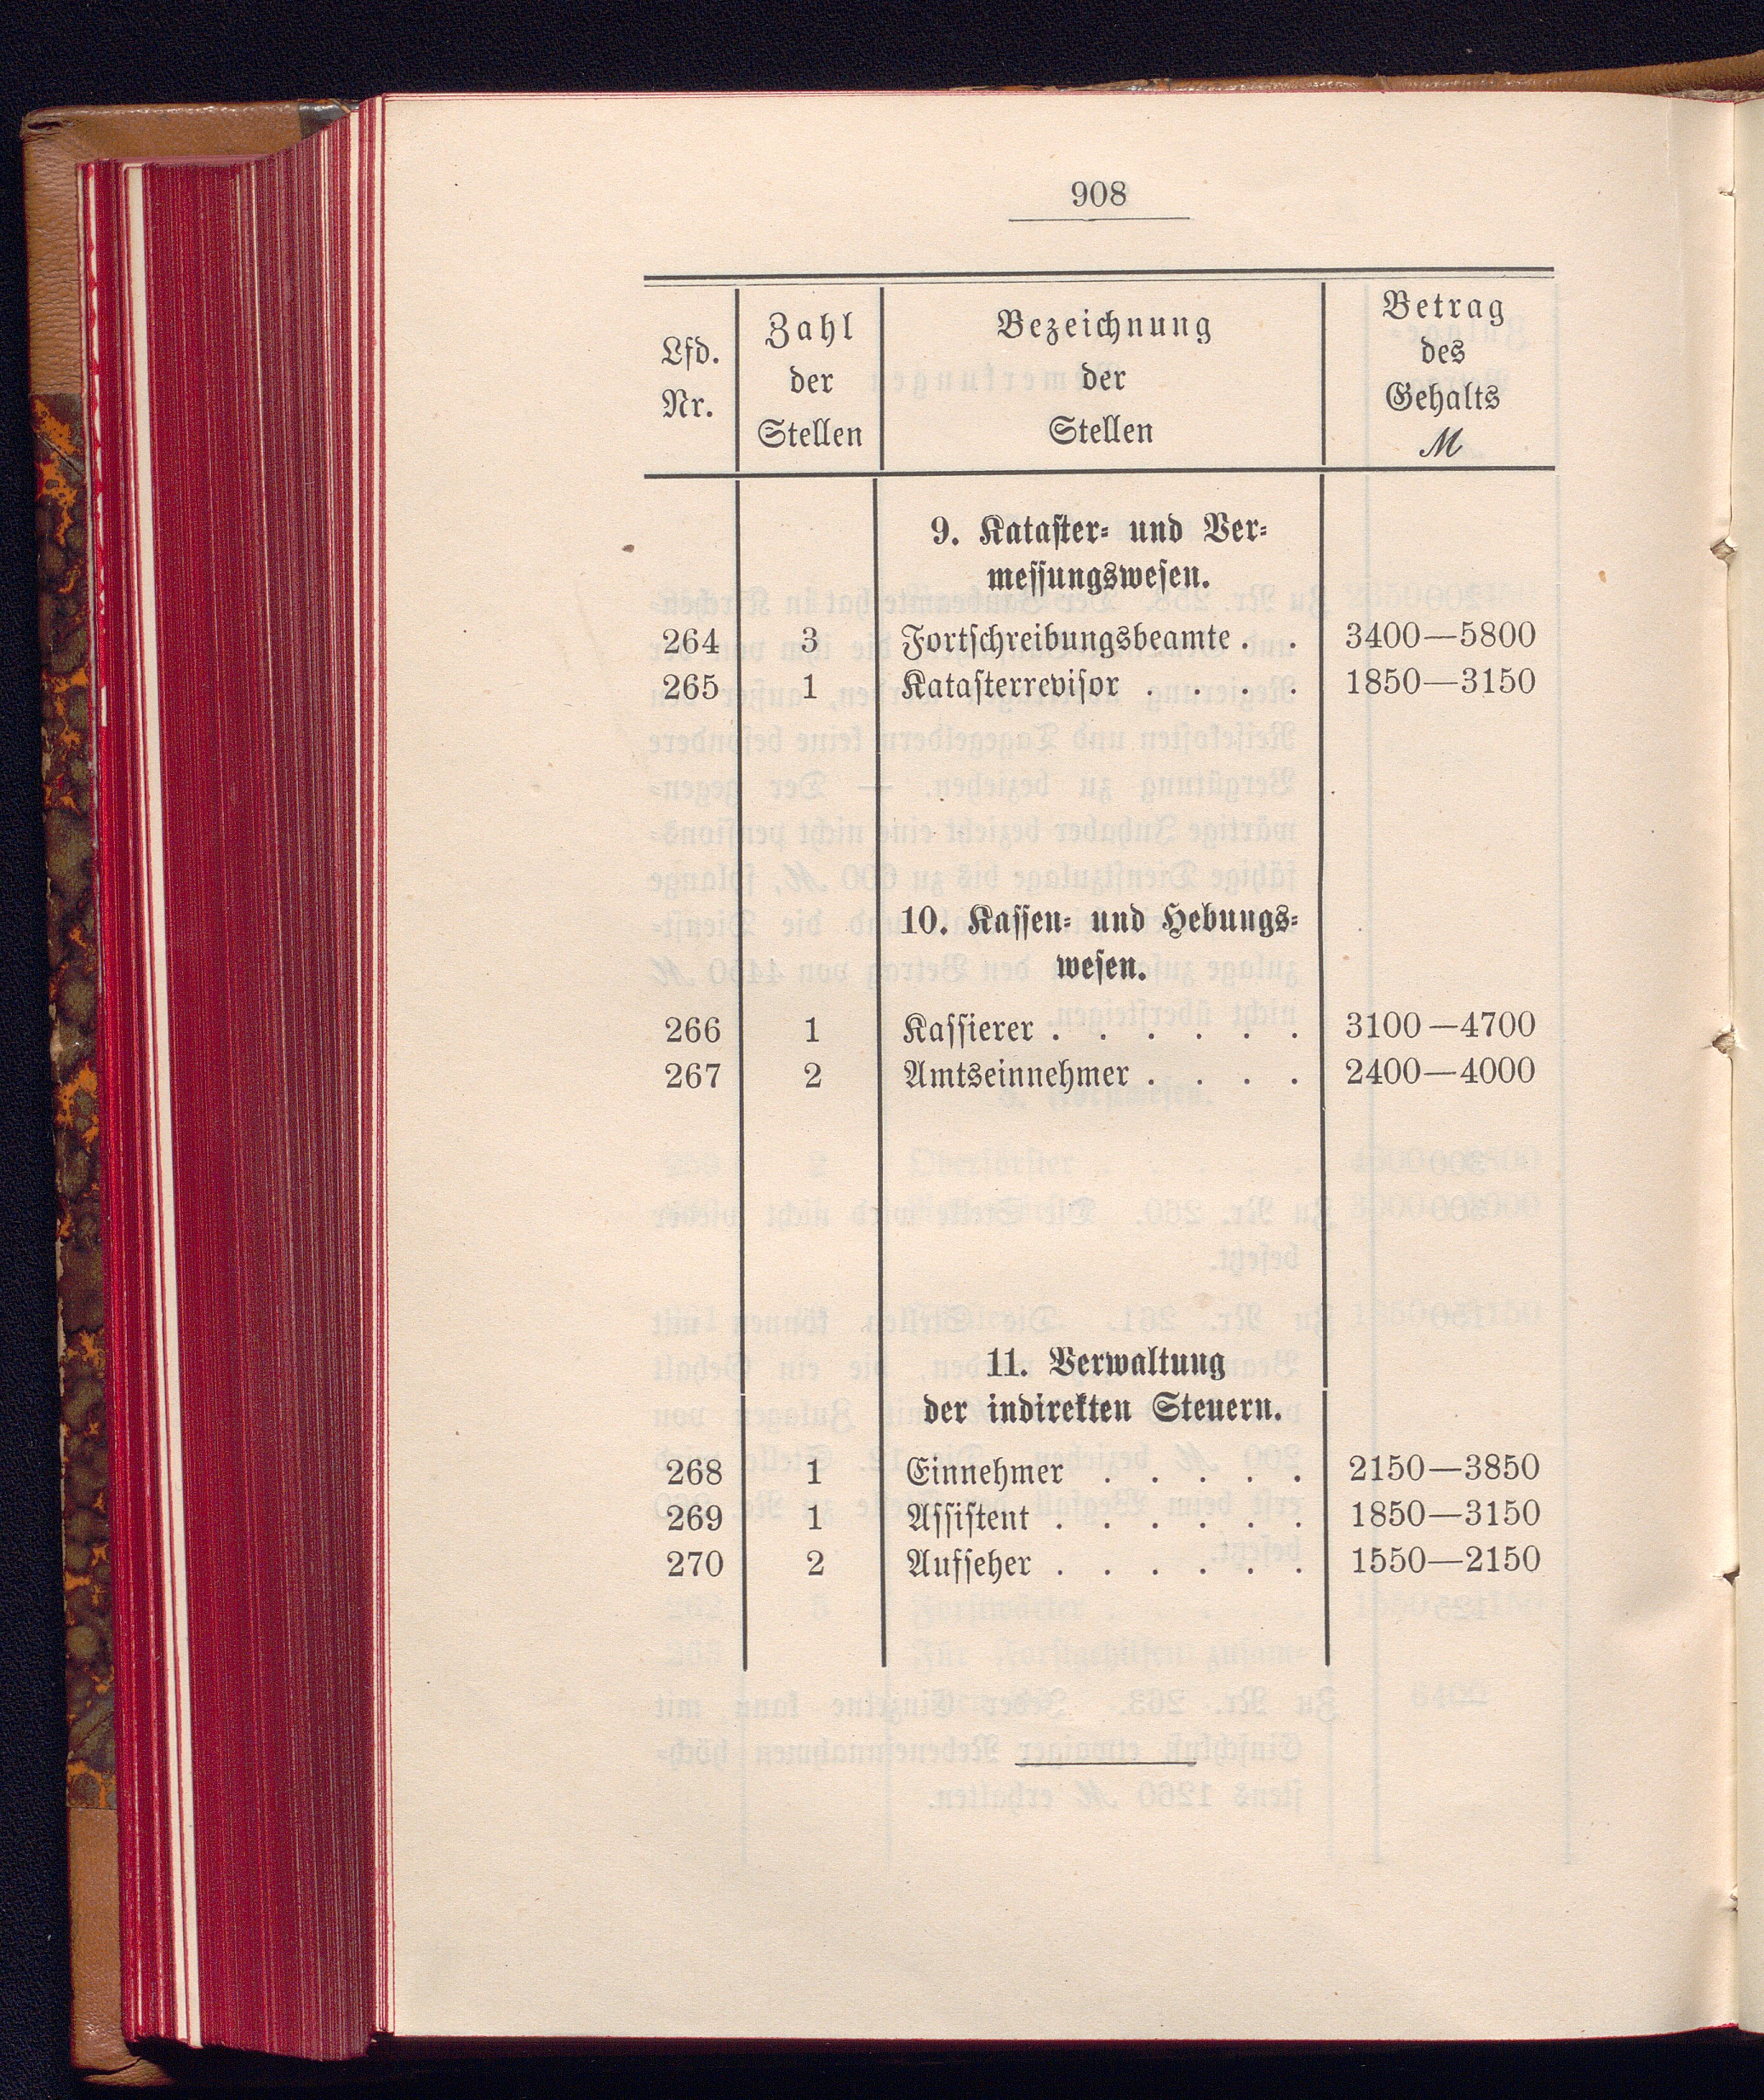 908
Lfd. Nr. | Zahl der Stellen | Bezeichnung der Stellen | Betrag des Gehalts ℳ
9. Kataster- und Ver-
messungswesen.
264 3 Fortschreibungsbeamte . . 3400—5800
265 1 Katasterrevisor . . . . 1850—3150
10. Kassen- und Hebungs-
wesen.
266 1 Kassierer . . . . . . 3100—4700
267 2 Amtseinnehmer . . . . 2400—4000
11. Verwaltung
der indirekten Steuern.
268 1 Einnehmer . . . . . 2150—3850
269 1 Assistent . . . . . . 1850—3150
270 2 Aufseher . . . . . . 1550—2150